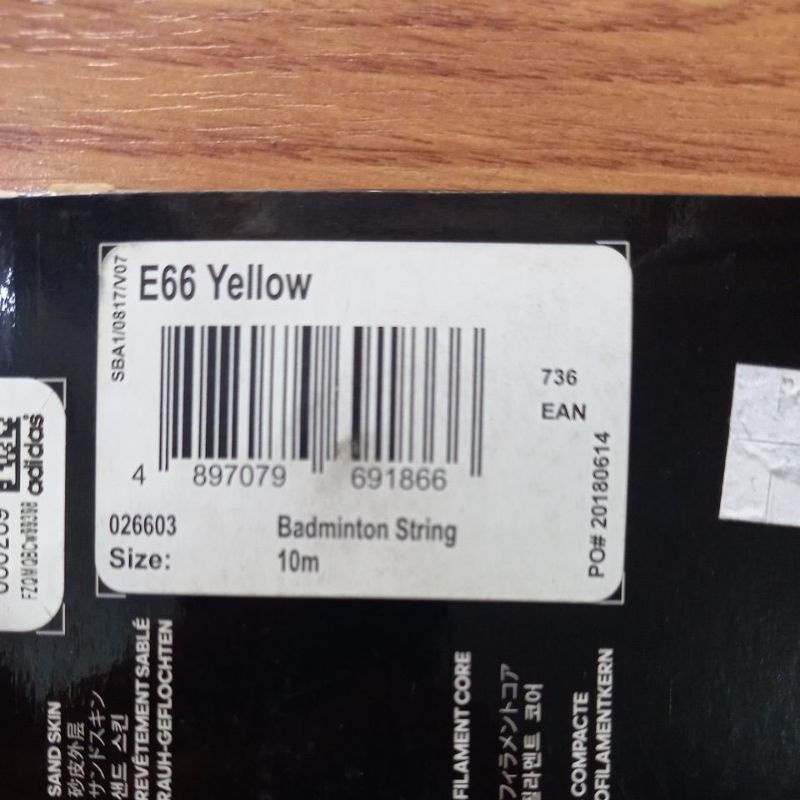 E66 Yellow
SBA1/0817/V07
736
EAN
4 897079 691866
PO# 20180614
026603 Badminton String
Size: 10m
adidas
SAND SKIN
砂皮外层
サンドスキン
샌드 스킨
REVÊTEMENT SABLÉ
RAUH-GEFLOCHTEN
FILAMENT CORE
フィラメントコア
필라멘트 코어
COMPACTE
OFILAMENTKERN